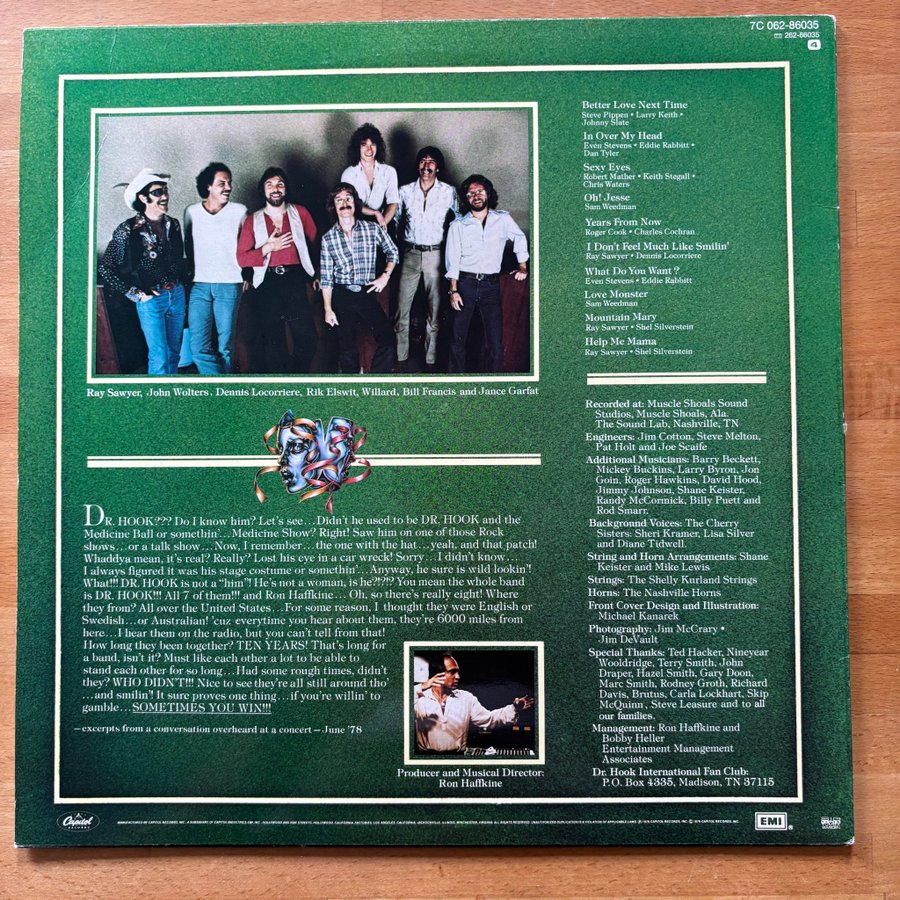 7C 062-86035
262-86035
4
Better Love Next Time
Steve Pippen • Larry Keith •
Johnny Slate
In Over My Head
Even Stevens • Eddie Rabbitt •
Dan Tyler
Sexy Eyes
Robert Mather • Keith Stegall •
Chris Waters
Oh! Jesse
Sam Weedman
Years From Now
Roger Cook • Charles Cochran
I Don't Feel Much Like Smilin'
Ray Sawyer • Dennis Locorriere
What Do You Want?
Even Stevens • Eddie Rabbitt
Love Monster
Sam Weedman
Mountain Mary
Ray Sawyer • Shel Silverstein
Help Me Mama
Ray Sawyer • Shel Silverstein
Ray Sawyer, John Wolters, Dennis Locorriere, Rik Elswit, Willard, Bill Francis and Jance Garfat
DR. HOOK??? Do I know him? Let's see...Didn't he used to be DR. HOOK and the
Medicine Ball or somethin'...Medicine Show? Right! Saw him on one of those Rock
shows...or a talk show...Now, I remember...the one with the hat...yeah, and that patch!
Whaddya mean, it's real? Really? Lost his eye in a car wreck! Sorry...I didn't know...
I always figured it was his stage costume or somethin'...Anyway, he sure is wild lookin'!
What!!! DR. HOOK is not a "him"! He's not a woman, is he?!?!? You mean the whole band
is DR. HOOK!!! All 7 of them!!! and Ron Haffkine... Oh, so there's really eight! Where
they from? All over the United States...For some reason, I thought they were English or
Swedish...or Australian! 'cuz everytime you hear about them, they're 6000 miles from
here...I hear them on the radio, but you can't tell from that!
How long they been together? TEN YEARS! That's long for
a band, isn't it? Must like each other a lot to be able to
stand each other for so long...Had some rough times, didn't
they? WHO DIDN'T!!! Nice to see they're all still around tho'
...and smilin'! It sure proves one thing...if you're willin' to
gamble...SOMETIMES YOU WIN!!!
—excerpts from a conversation overheard at a concert—June '78
Producer and Musical Director:
Ron Haffkine
Recorded at: Muscle Shoals Sound
Studios, Muscle Shoals, Ala.
The Sound Lab, Nashville, TN
Engineers: Jim Cotton, Steve Melton,
Pat Holt and Joe Scaife
Additional Musicians: Barry Beckett,
Mickey Buckins, Larry Byron, Jon
Goin, Roger Hawkins, David Hood,
Jimmy Johnson, Shane Keister,
Randy McCormick, Billy Puett and
Rod Smarr.
Background Voices: The Cherry
Sisters: Sheri Kramer, Lisa Silver
and Diane Tidwell.
String and Horn Arrangements: Shane
Keister and Mike Lewis
Strings: The Shelly Kurland Strings
Horns: The Nashville Horns
Front Cover Design and Illustration:
Michael Kanarek
Photography: Jim McCrary •
Jim DeVault
Special Thanks: Ted Hacker, Nineyear
Wooldridge, Terry Smith, John
Draper, Hazel Smith, Gary Doon,
Marc Smith, Rodney Groth, Richard
Davis, Brutus, Carla Lockhart, Skip
McQuinn, Steve Leasure and to all
our families.
Management: Ron Haffkine and
Bobby Heller
Entertainment Management
Associates
Dr. Hook International Fan Club:
P.O. Box 4335, Madison, TN 37115
Capitol
RECORDS
MANUFACTURED BY CAPITOL RECORDS, INC. A SUBSIDIARY OF CAPITOL INDUSTRIES-EMI INC.
EMI